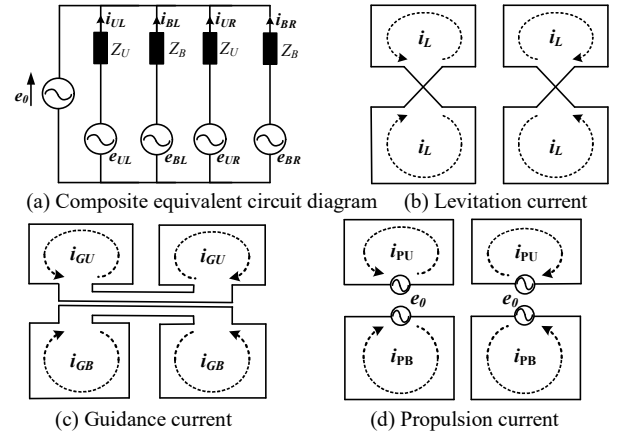 i_UL i_BL i_UR i_BR
Z_U Z_B Z_U Z_B
e_0
e_UL e_BL e_UR e_BR
(a) Composite equivalent circuit diagram
i_L i_L
i_L i_L
(b) Levitation current
i_GU i_GU
i_GB i_GB
(c) Guidance current
i_PU i_PU
e_0 e_0
i_PB i_PB
(d) Propulsion current